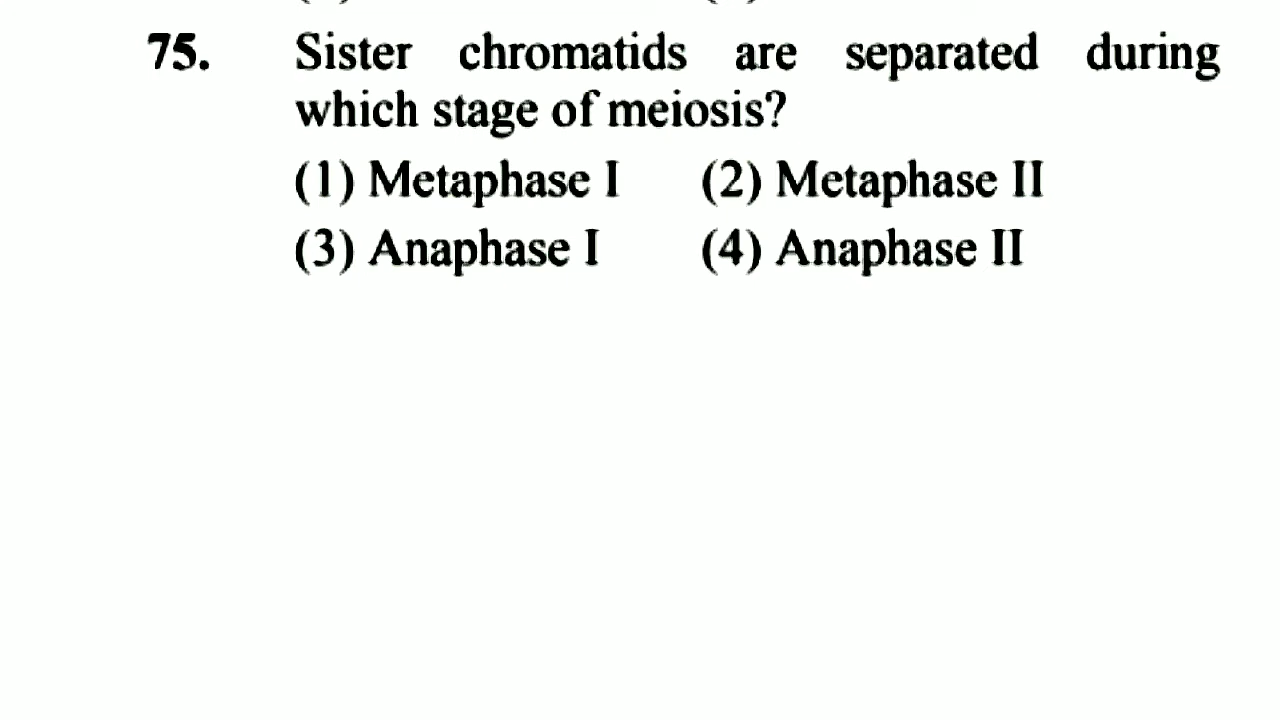 75. Sister chromatids are separated during
which stage of meiosis?
(1) Metaphase I (2) Metaphase II
(3) Anaphase I (4) Anaphase II